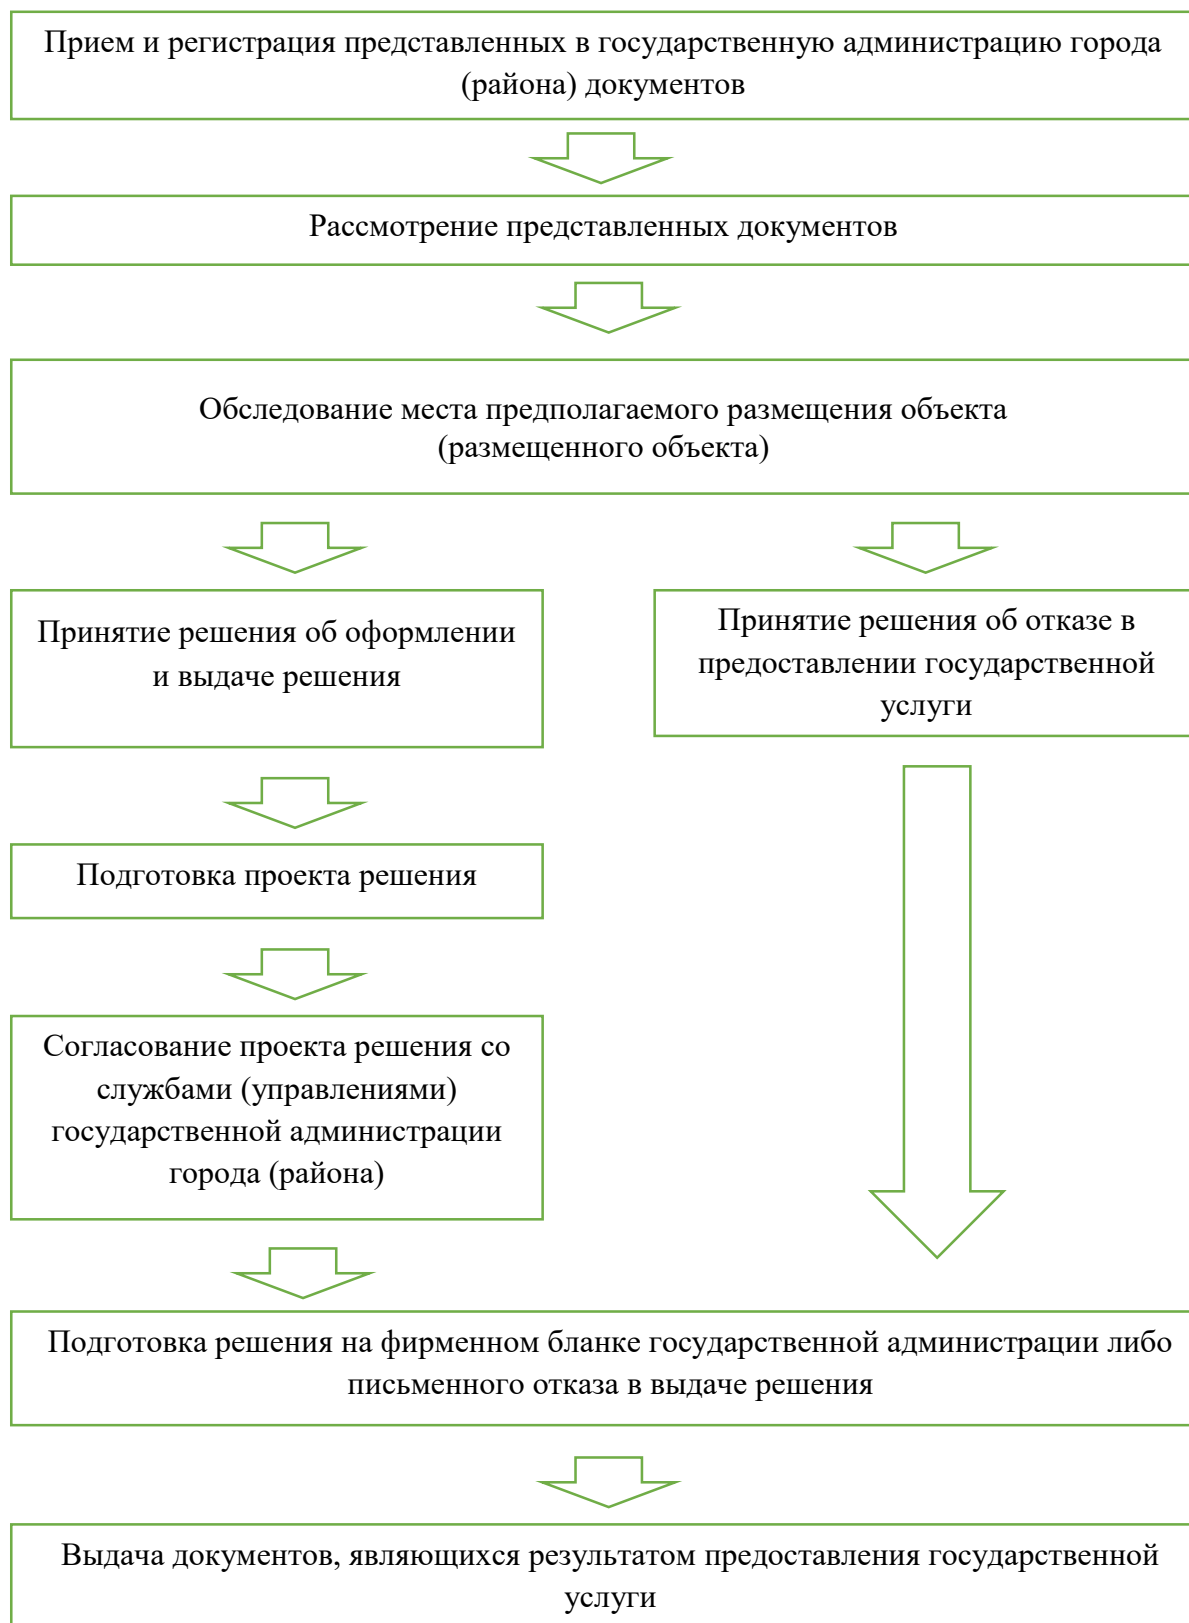 Прием и регистрация представленных в государственную администрацию города
(района) документов
Рассмотрение представленных документов
Обследование места предполагаемого размещения объекта
(размещенного объекта)
Принятие решения об оформлении
и выдаче решения
Принятие решения об отказе в
предоставлении государственной
услуги
Подготовка проекта решения
Согласование проекта решения со
службами (управлениями)
государственной администрации
города (района)
Подготовка решения на фирменном бланке государственной администрации либо
письменного отказа в выдаче решения
Выдача документов, являющихся результатом предоставления государственной
услуги